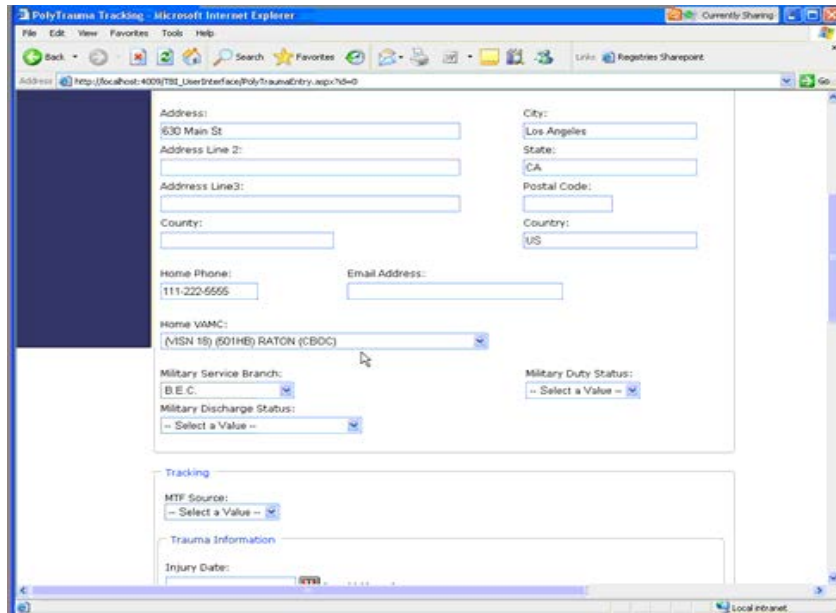 PolyTrauma Tracking - Microsoft Internet Explorer
Currently Sharing
File Edit View Favorites Tools Help
Back Search Favorites Links Registries Sharepoint
Address http://localhost:4009/TBI_UserInterface/PolyTraumaEntry.aspx?id=0 Go
Address: City:
630 Main St Los Angeles
Address Line 2: State:
CA
Addrress Line3: Postal Code:
County: Country:
US
Home Phone: Email Address:
111-222-5555
Home VAMC:
(VISN 18) (501HB) RATON (CBOC)
Military Service Branch: Military Duty Status:
B.E.C. -- Select a Value --
Military Discharge Status:
-- Select a Value --
Tracking
MTF Source:
-- Select a Value --
Trauma Information
Injury Date:
Local intranet